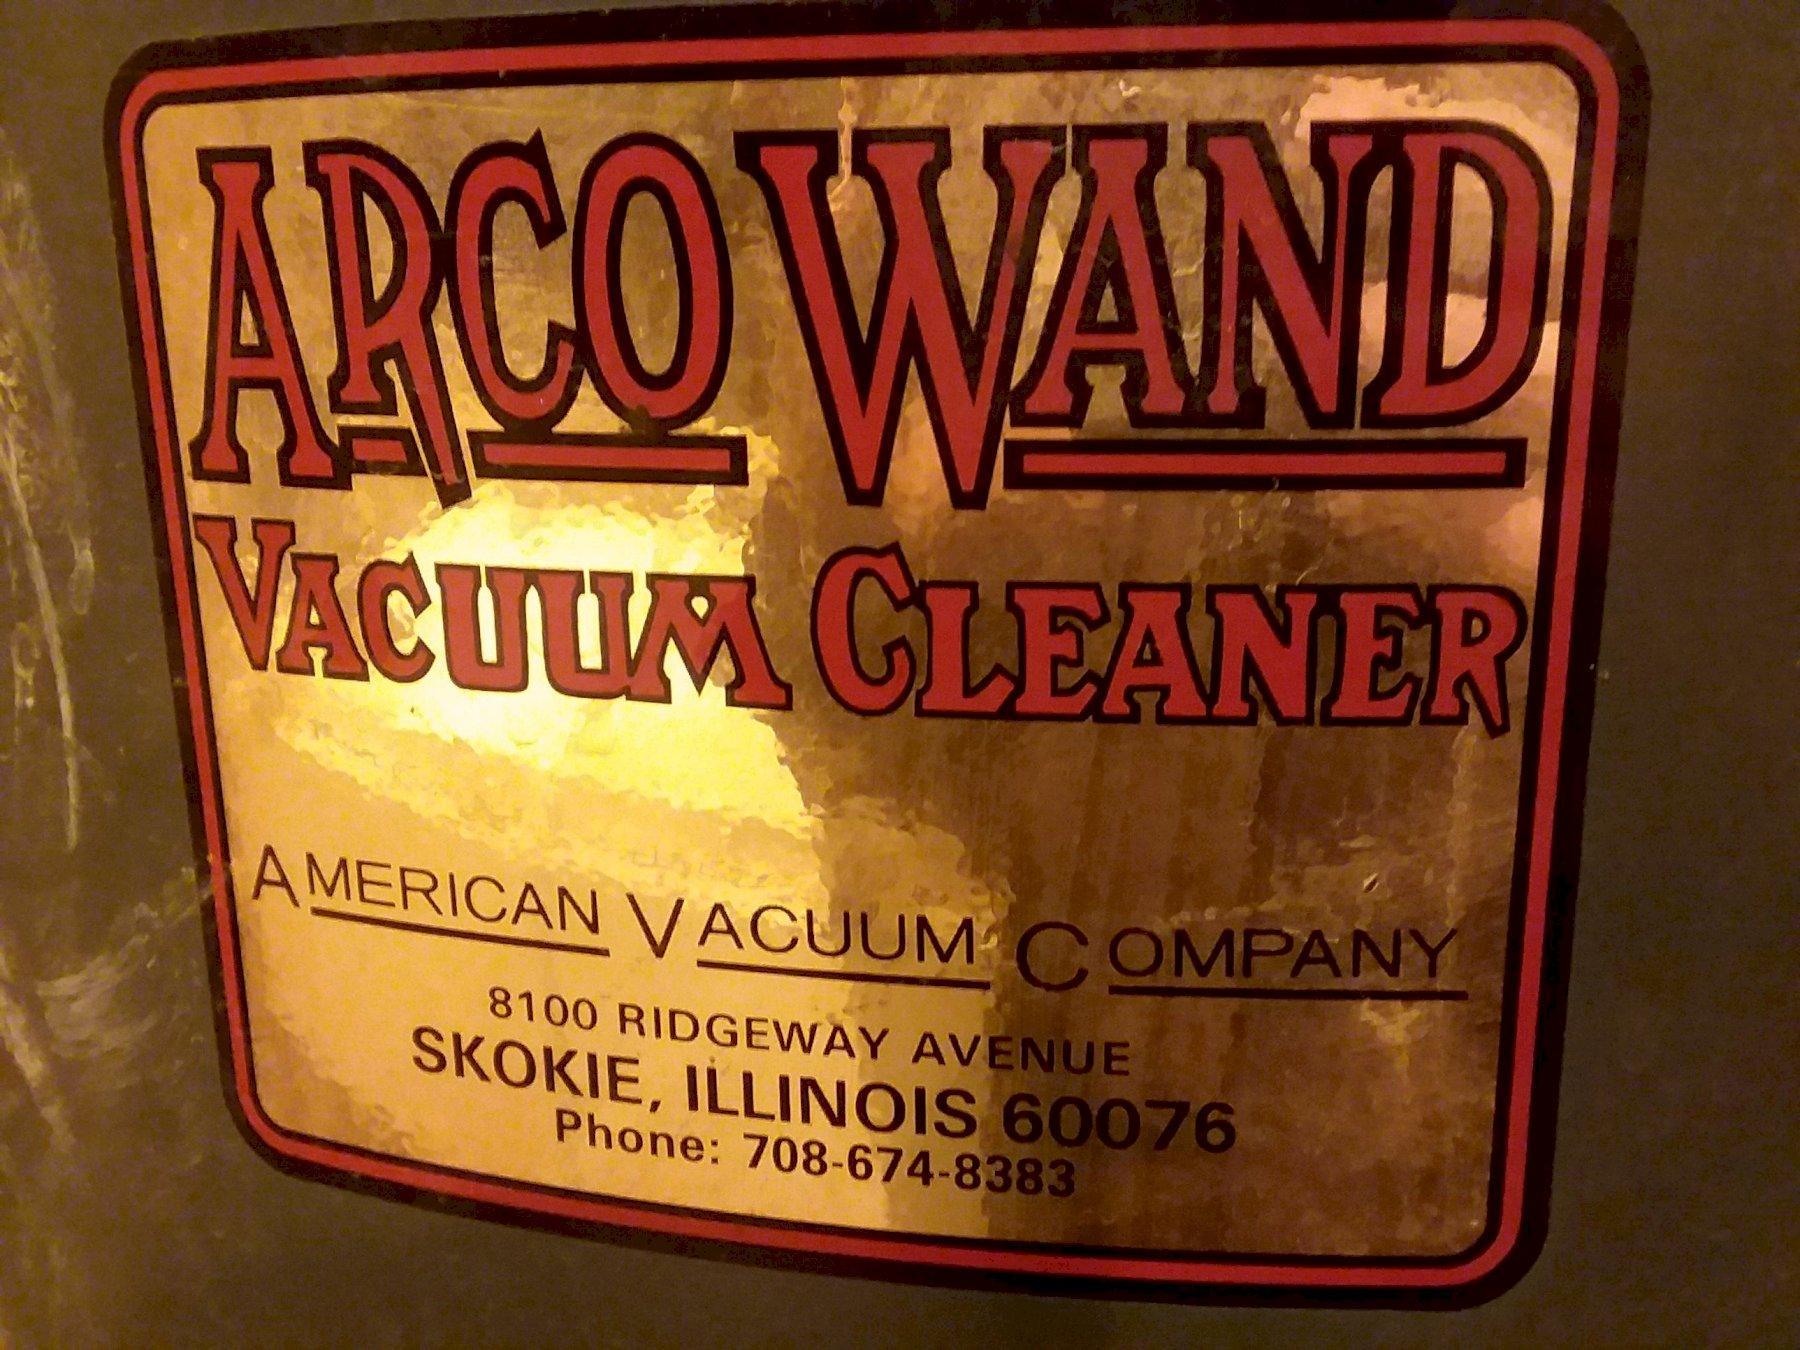 ARCO WAND
VACUUM CLEANER
AMERICAN VACUUM COMPANY
8100 RIDGEWAY AVENUE
SKOKIE, ILLINOIS 60076
Phone: 708-674-8383